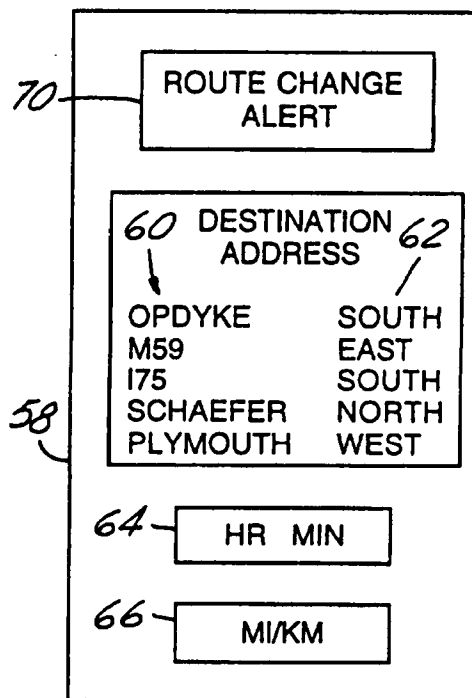 70
ROUTE CHANGE
ALERT
60 DESTINATION 62
ADDRESS
OPDYKE SOUTH
M59 EAST
I75 SOUTH
SCHAEFER NORTH
PLYMOUTH WEST
58
64
HR MIN
66
MI/KM